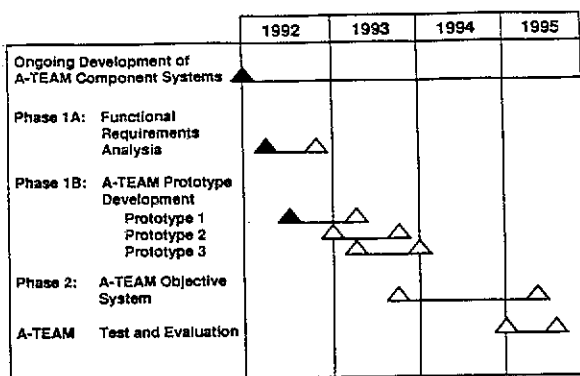 1992 1993 1994 1995
Ongoing Development of
A-TEAM Component Systems
Phase 1A: Functional
Requirements
Analysis
Phase 1B: A-TEAM Prototype
Development
Prototype 1
Prototype 2
Prototype 3
Phase 2: A-TEAM Objective
System
A-TEAM Test and Evaluation